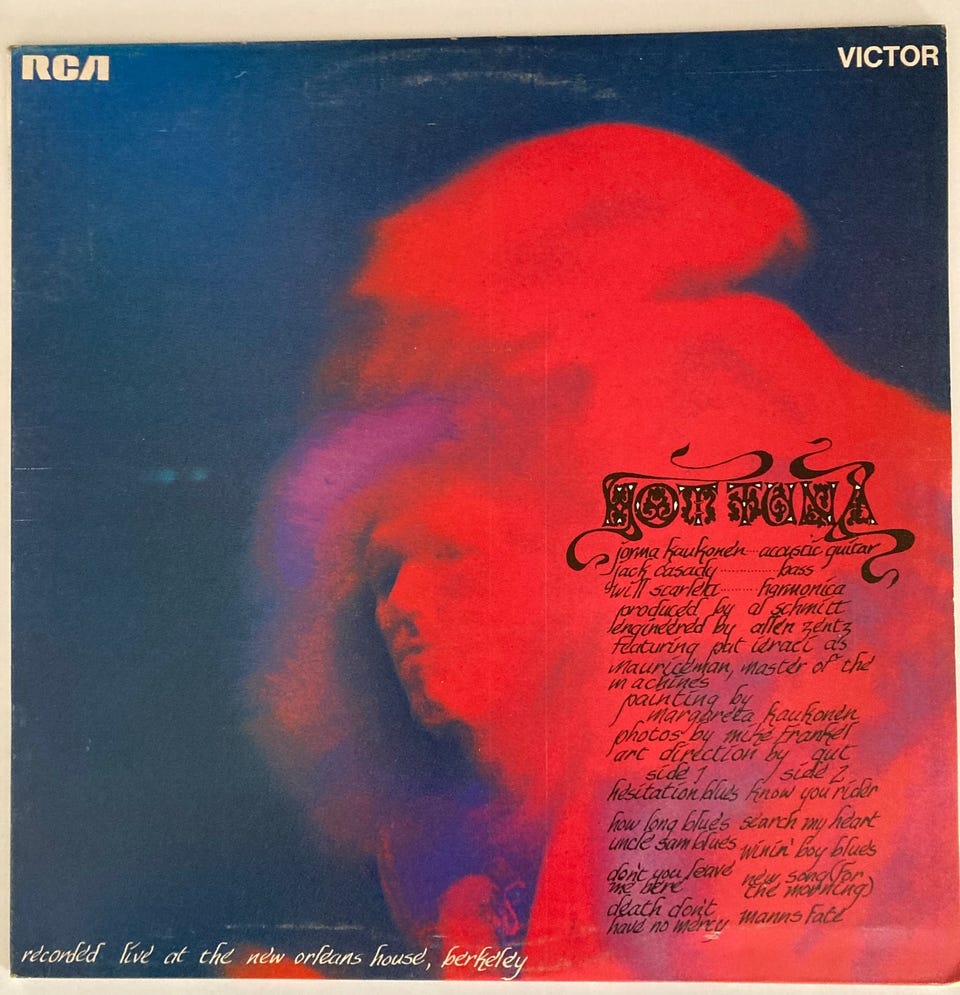 RCA
VICTOR
HOT TUNA
jorma kaukonen acoustic guitar
jack casady bass
will scarlett harmonica
produced by al schmitt
engineered by allen zentz
featuring pat ieraci as
mauriceman, master of the
machines
painting by
margareta kaukonen
photos by mike frankel
art direction by gut
side 1 side 2
hesitation blues know you rider
how long blues search my heart
uncle sam blues winin' boy blues
don't you leave new song (for
me here the morning)
death don't
have no mercy manns fate
recorded live at the new orleans house, berkeley